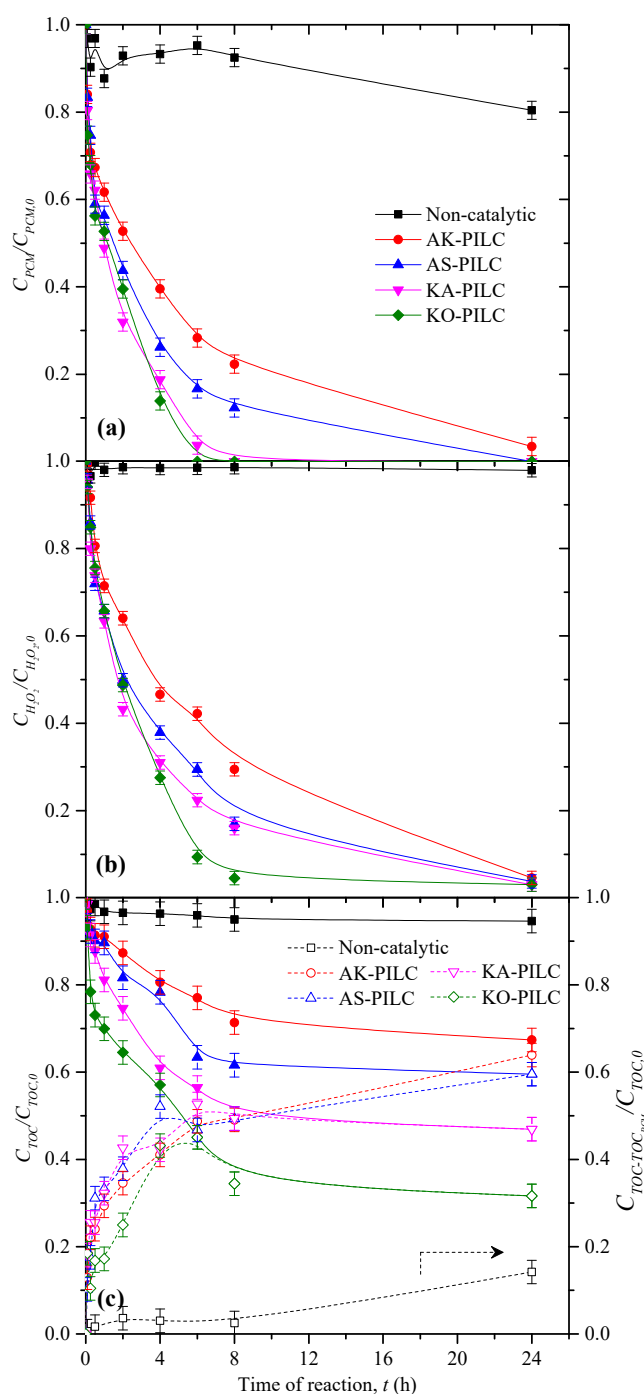 1.0
0.8
0.6
0.4
0.2
C_PCM/C_PCM,0
Non-catalytic
AK-PILC
AS-PILC
KA-PILC
KO-PILC
(a)
1.0
0.8
0.6
0.4
0.2
C_H2O2/C_H2O2,0
(b)
1.0
0.8
0.6
0.4
0.2
0.0
C_TOC/C_TOC,0
Non-catalytic
AK-PILC
AS-PILC
KA-PILC
KO-PILC
(c)
1.0
0.8
0.6
0.4
0.2
0.0
C_TOC-TOC_PCM/C_TOC,0
0 4 8 12 16 20 24
Time of reaction, t (h)